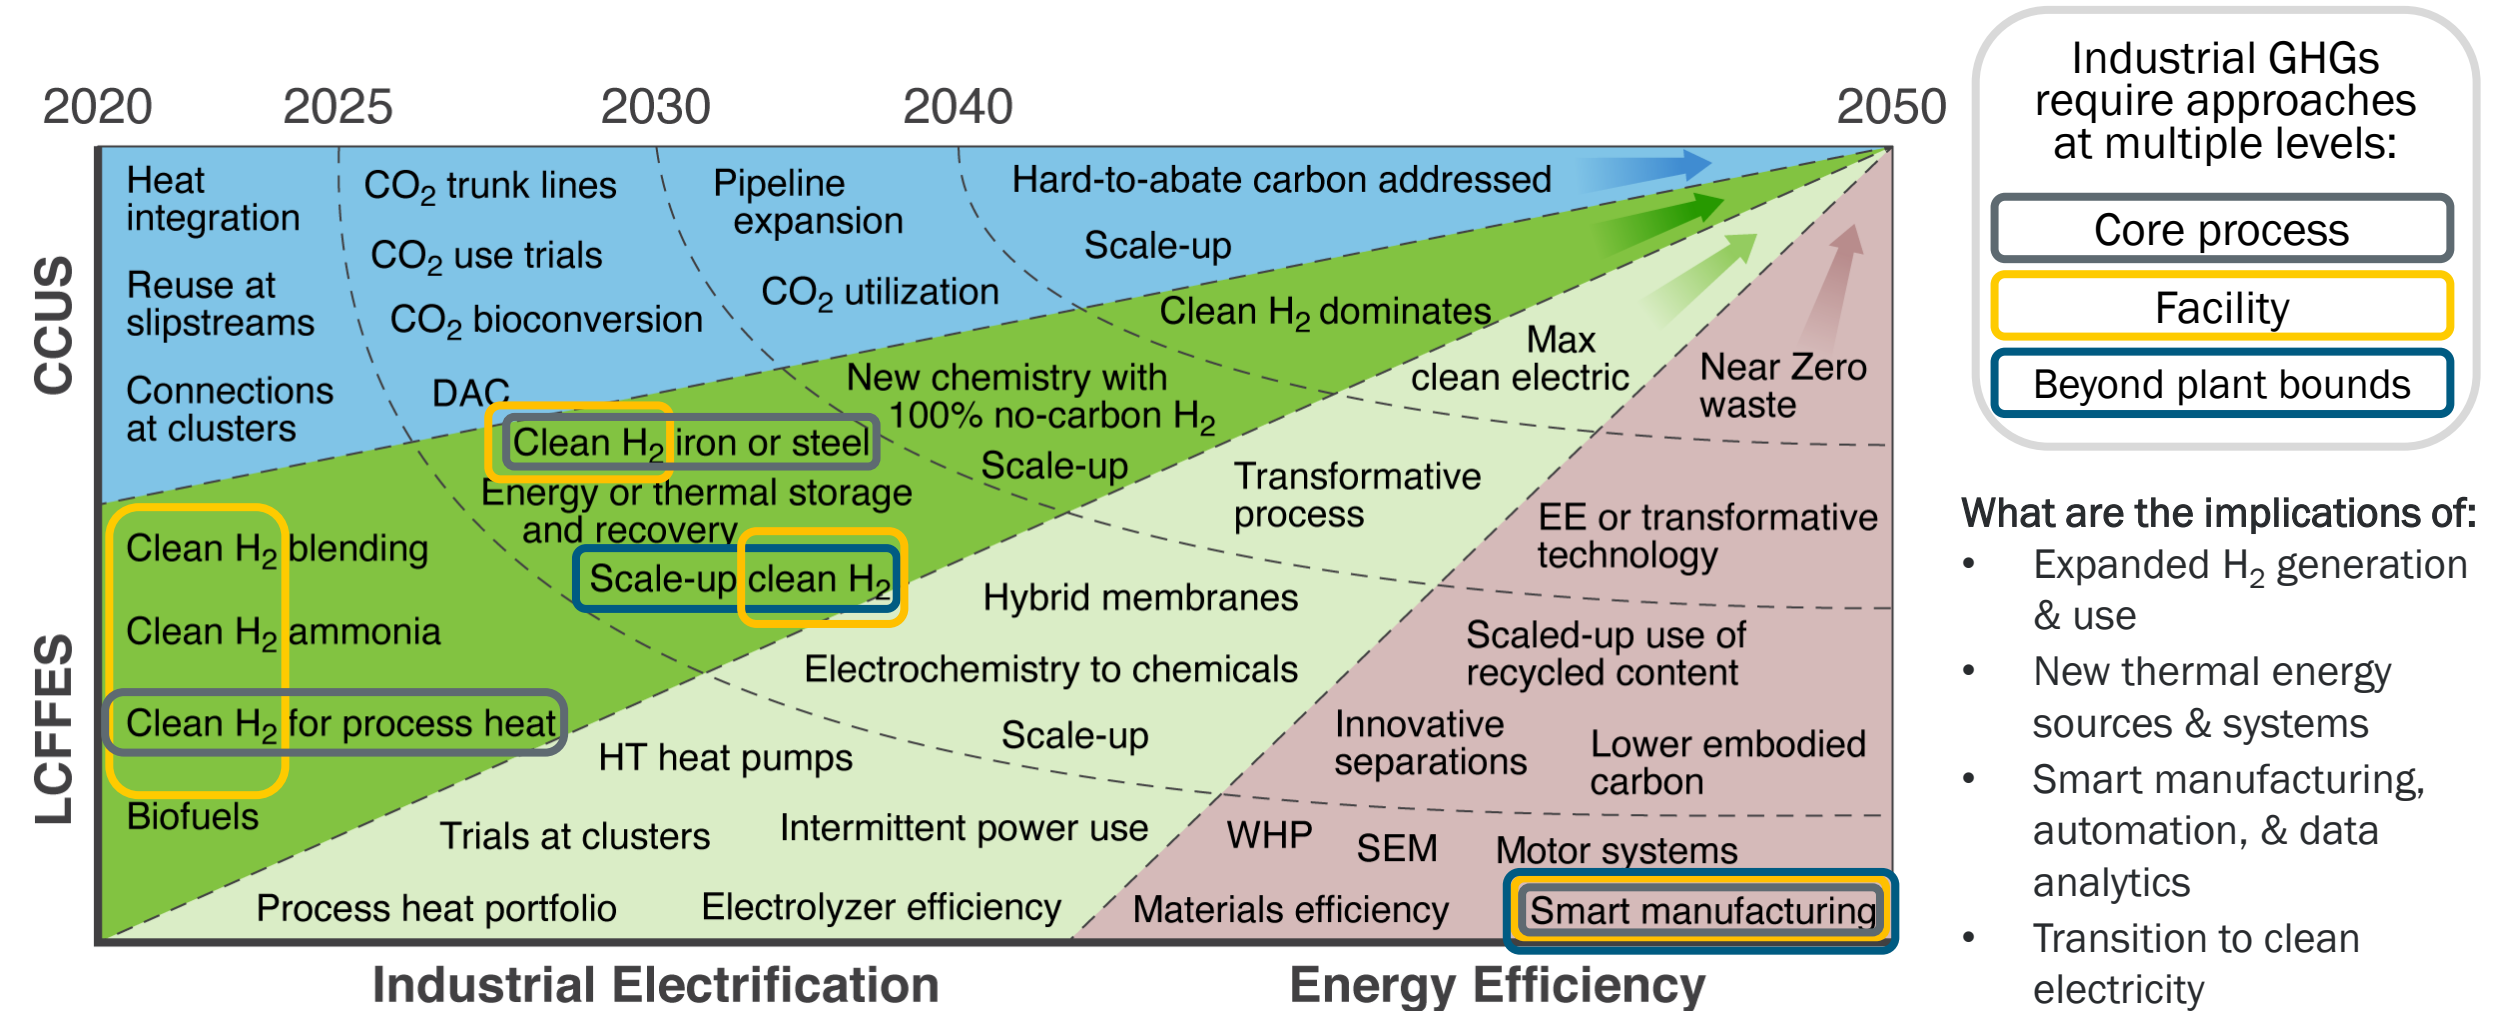 2020 2025 2030 2040 2050
CCUS
Heat
integration
Reuse at
slipstreams
Connections
at clusters
CO₂ trunk lines
CO₂ use trials
CO₂ bioconversion
DAC
Pipeline
expansion
CO₂ utilization
Hard-to-abate carbon addressed
Scale-up
LCFFES
Clean H₂ blending
Clean H₂ ammonia
Clean H₂ for process heat
Biofuels
Clean H₂ iron or steel
Energy or thermal storage
and recovery
Scale-up clean H₂
New chemistry with
100% no-carbon H₂
Scale-up
Clean H₂ dominates
HT heat pumps
Trials at clusters
Intermittent power use
Process heat portfolio
Electrolyzer efficiency
Hybrid membranes
Electrochemistry to chemicals
Scale-up
Transformative
process
Max
clean electric
WHP
SEM
Motor systems
Materials efficiency
Smart manufacturing
Scaled-up use of
recycled content
Innovative
separations
Lower embodied
carbon
EE or transformative
technology
Near Zero
waste
Industrial Electrification
Energy Efficiency
Industrial GHGs
require approaches
at multiple levels:
Core process
Facility
Beyond plant bounds
What are the implications of:
• Expanded H₂ generation
& use
• New thermal energy
sources & systems
• Smart manufacturing,
automation, & data
analytics
• Transition to clean
electricity